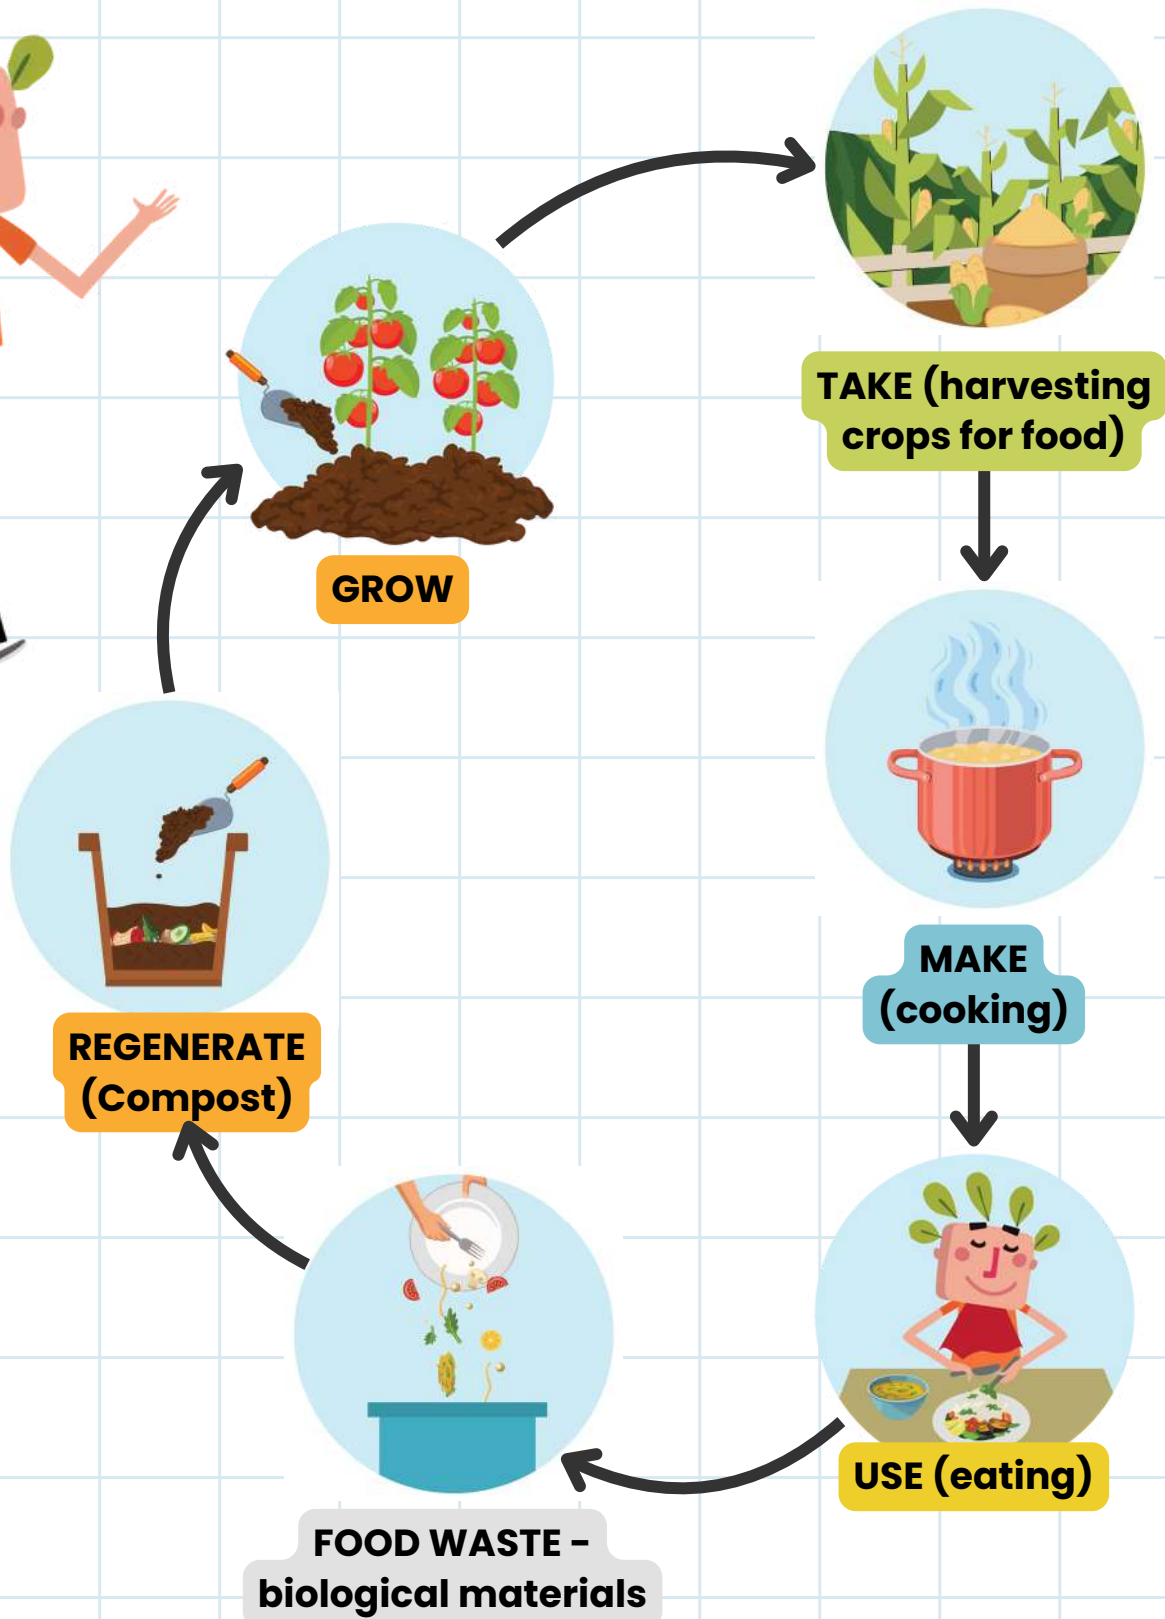 TAKE (harvesting
crops for food)
GROW
MAKE
(cooking)
REGENERATE
(Compost)
USE (eating)
FOOD WASTE -
biological materials